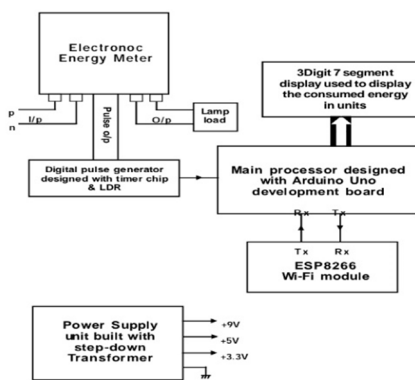 Electronoc
Energy Meter
3Digit 7 segment
display used to display
the consumed energy
in units
p
n
I/p
Pulse o/p
O/p
Lamp
load
Digital pulse generator
designed with timer chip
& LDR
Main processor designed
with Arduino Uno
development board
Rx Tx
Tx Rx
ESP8266
Wi-Fi module
Power Supply
unit built with
step-down
Transformer
+9V
+5V
+3.3V